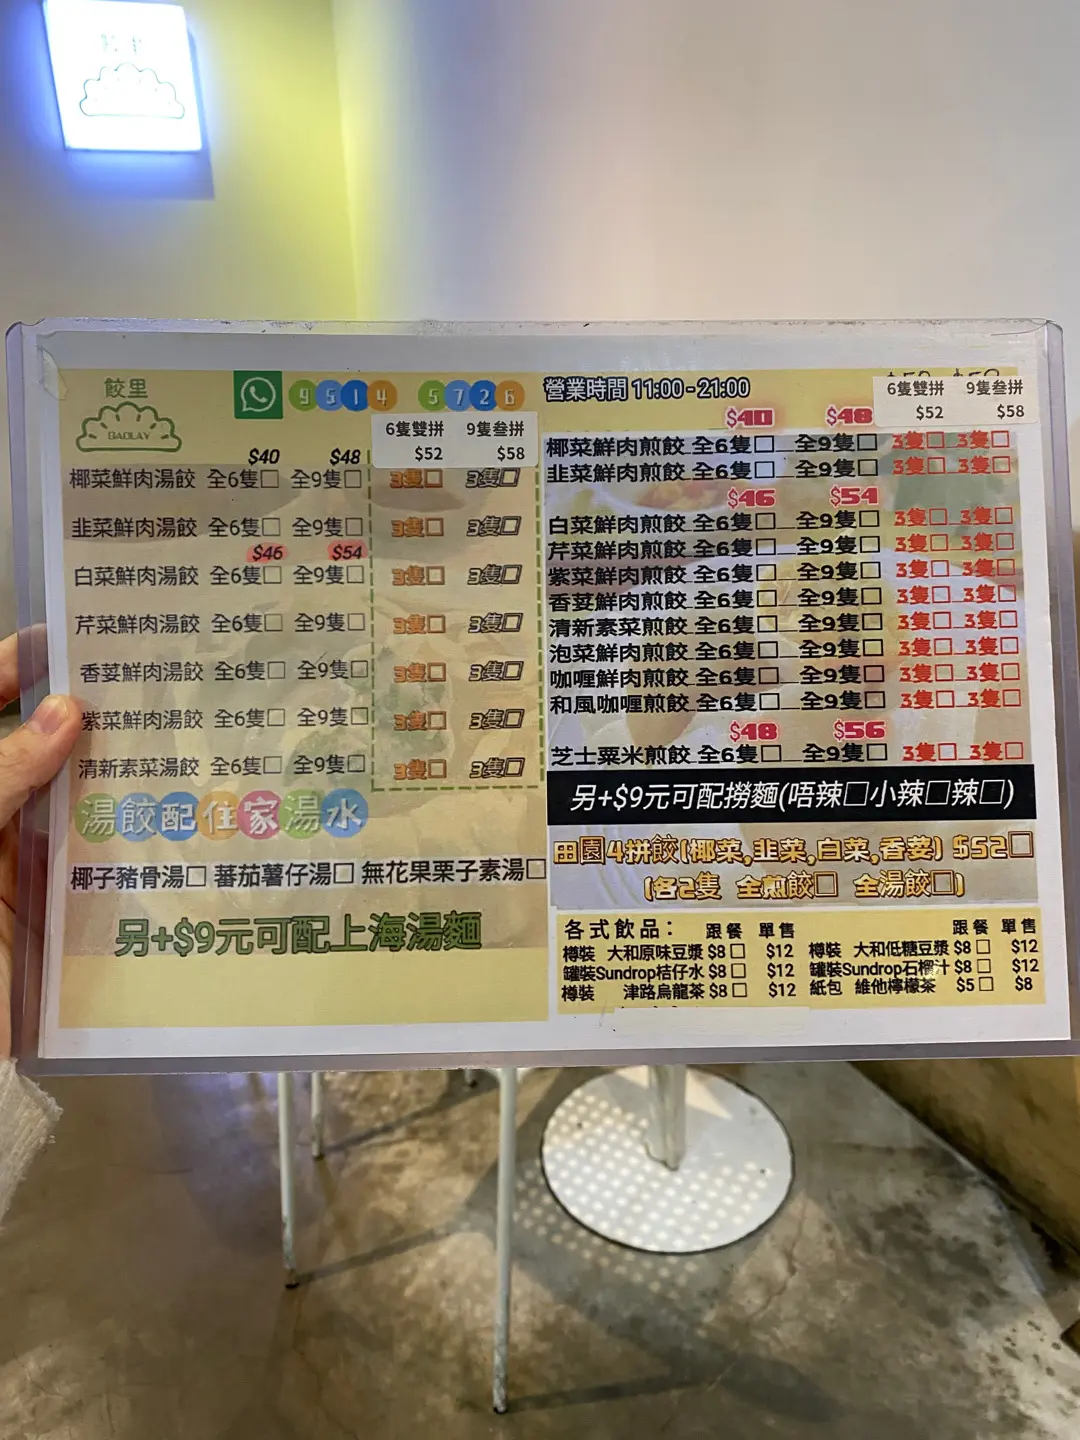 餃里
餃里
GAOLAY
9514 5726
6隻雙拼 9隻叁拼
$52 $58
$40 $48
椰菜鮮肉湯餃 全6隻□ 全9隻□ 3隻□ 3隻□
韭菜鮮肉湯餃 全6隻□ 全9隻□ 3隻□ 3隻□
$46 $54
白菜鮮肉湯餃 全6隻□ 全9隻□ 3隻□ 3隻□
芹菜鮮肉湯餃 全6隻□ 全9隻□ 3隻□ 3隻□
香荽鮮肉湯餃 全6隻□ 全9隻□ 3隻□ 3隻□
紫菜鮮肉湯餃 全6隻□ 全9隻□ 3隻□ 3隻□
清新素菜湯餃 全6隻□ 全9隻□ 3隻□ 3隻□
湯餃配住家湯水
椰子豬骨湯□ 蕃茄薯仔湯□ 無花果栗子素湯□
另+$9元可配上海湯麵
營業時間 11:00-21:00
6隻雙拼 9隻叁拼
$52 $58
$40 $48
椰菜鮮肉煎餃 全6隻□ 全9隻□ 3隻□ 3隻□
韭菜鮮肉煎餃 全6隻□ 全9隻□ 3隻□ 3隻□
$46 $54
白菜鮮肉煎餃 全6隻□ 全9隻□ 3隻□ 3隻□
芹菜鮮肉煎餃 全6隻□ 全9隻□ 3隻□ 3隻□
紫菜鮮肉煎餃 全6隻□ 全9隻□ 3隻□ 3隻□
香荽鮮肉煎餃 全6隻□ 全9隻□ 3隻□ 3隻□
清新素菜煎餃 全6隻□ 全9隻□ 3隻□ 3隻□
泡菜鮮肉煎餃 全6隻□ 全9隻□ 3隻□ 3隻□
咖喱鮮肉煎餃 全6隻□ 全9隻□ 3隻□ 3隻□
和風咖喱煎餃 全6隻□ 全9隻□ 3隻□ 3隻□
$48 $56
芝士粟米煎餃 全6隻□ 全9隻□ 3隻□ 3隻□
另+$9元可配撈麵(唔辣□小辣□辣□)
田園4拼餃(椰菜,韭菜,白菜,香荽) $52□
(各2隻 全煎餃□ 全湯餃□)
各式飲品： 跟餐 單售 跟餐 單售
樽裝 大和原味豆漿 $8□ $12 樽裝 大和低糖豆漿 $8□ $12
罐裝Sundrop桔仔水 $8□ $12 罐裝Sundrop石榴汁 $8□ $12
樽裝 津路烏龍茶 $8□ $12 紙包 維他檸檬茶 $5□ $8